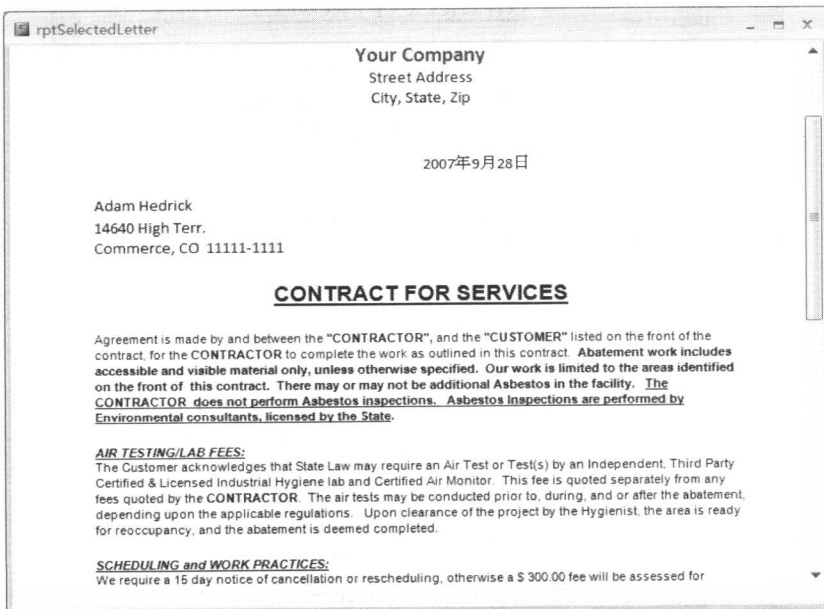 rptSelectedLetter
Your Company
Street Address
City, State, Zip
2007年9月28日
Adam Hedrick
14640 High Terr.
Commerce, CO 11111-1111
CONTRACT FOR SERVICES
Agreement is made by and between the "CONTRACTOR", and the "CUSTOMER" listed on the front of the
contract, for the CONTRACTOR to complete the work as outlined in this contract. Abatement work includes
accessible and visible material only, unless otherwise specified. Our work is limited to the areas identified
on the front of this contract. There may or may not be additional Asbestos in the facility. The
CONTRACTOR does not perform Asbestos inspections. Asbestos Inspections are performed by
Environmental consultants, licensed by the State.
AIR TESTING/LAB FEES:
The Customer acknowledges that State Law may require an Air Test or Test(s) by an Independent, Third Party
Certified & Licensed Industrial Hygiene lab and Certified Air Monitor. This fee is quoted separately from any
fees quoted by the CONTRACTOR. The air tests may be conducted prior to, during, and or after the abatement,
depending upon the applicable regulations. Upon clearance of the project by the Hygienist, the area is ready
for reoccupancy, and the abatement is deemed completed.
SCHEDULING and WORK PRACTICES:
We require a 15 day notice of cancellation or rescheduling, otherwise a $ 300.00 fee will be assessed for